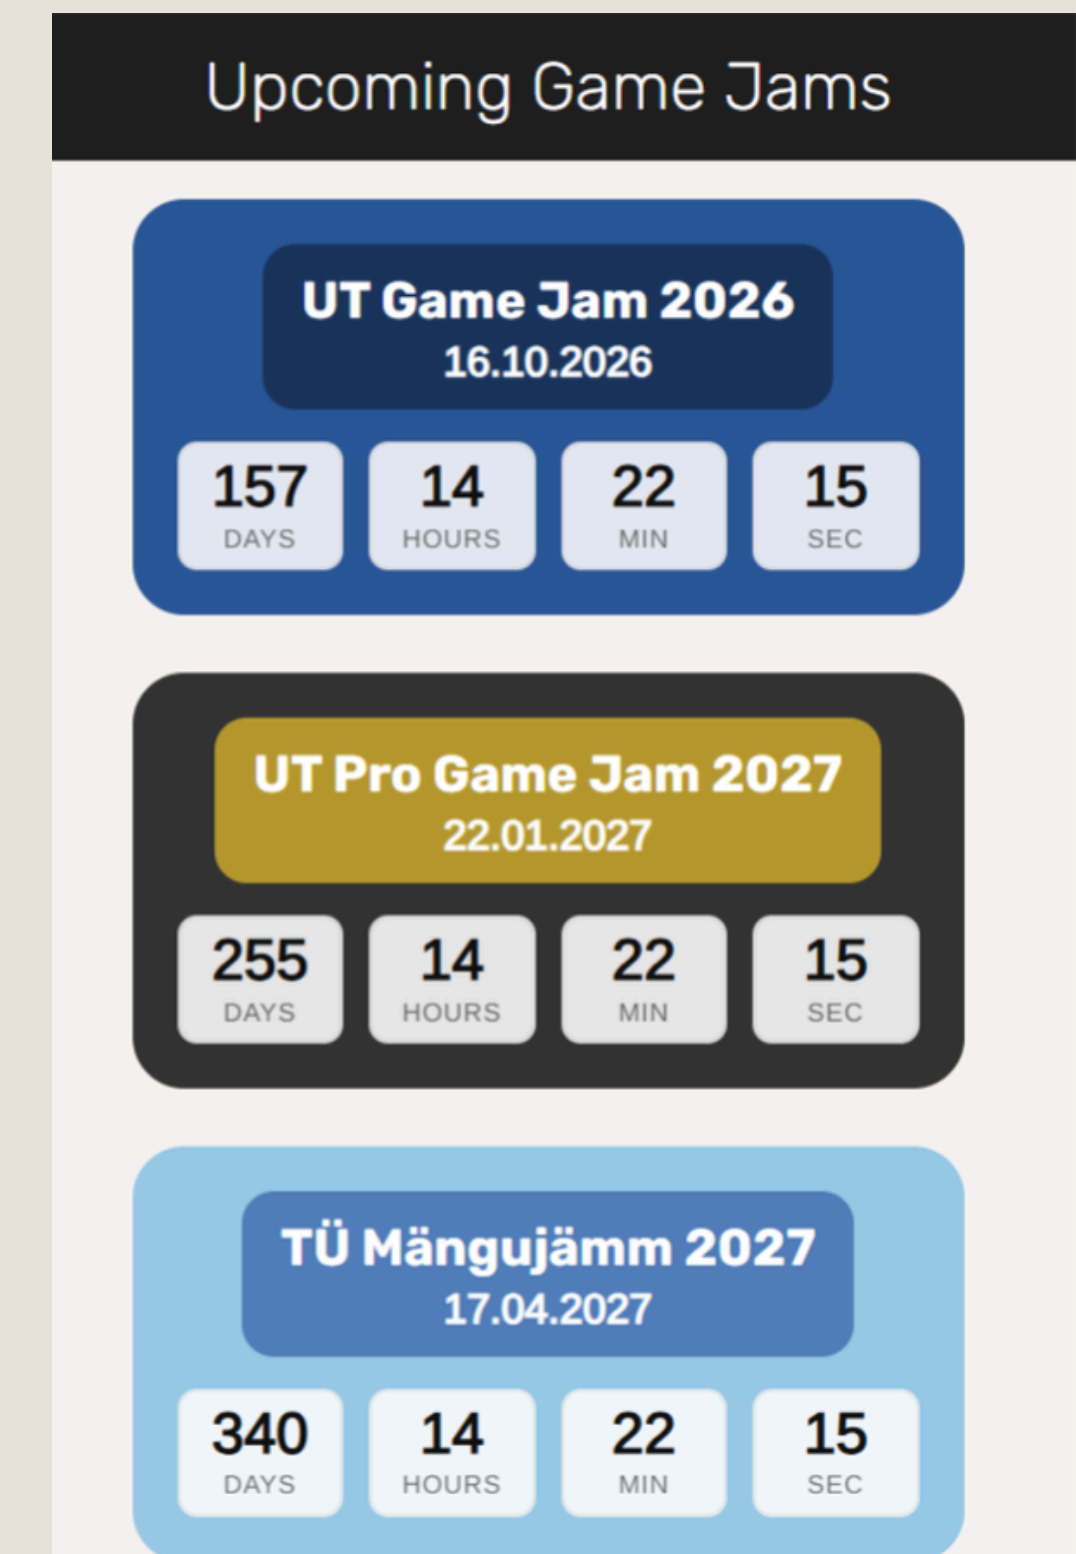 Upcoming Game Jams
UT Game Jam 2026
16.10.2026
157 14 22 15
DAYS HOURS MIN SEC
UT Pro Game Jam 2027
22.01.2027
255 14 22 15
DAYS HOURS MIN SEC
TÜ Mängujämm 2027
17.04.2027
340 14 22 15
DAYS HOURS MIN SEC